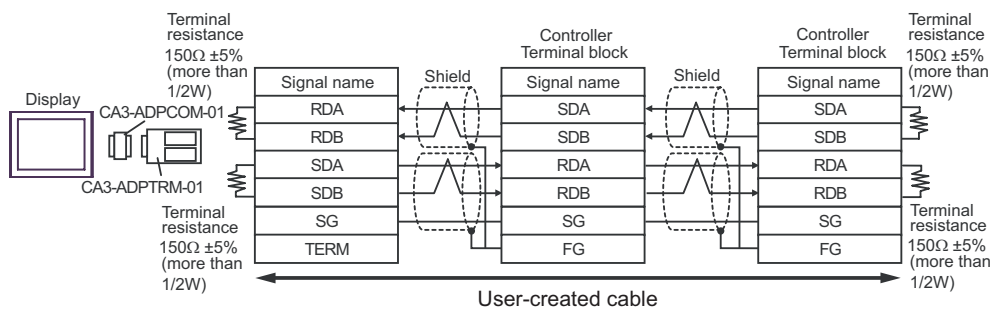 Terminal
resistance
150Ω ±5%
(more than
1/2W)
Display
CA3-ADPCOM-01
CA3-ADPTRM-01
Terminal
resistance
150Ω ±5%
(more than
1/2W)
Signal name
RDA
RDB
SDA
SDB
SG
TERM
Shield
Controller
Terminal block
Signal name
SDA
SDB
RDA
RDB
SG
FG
Shield
Controller
Terminal block
Signal name
SDA
SDB
RDA
RDB
SG
FG
Terminal
resistance
150Ω ±5%
(more than
1/2W)
Terminal
resistance
150Ω ±5%
(more than
1/2W)
User-created cable